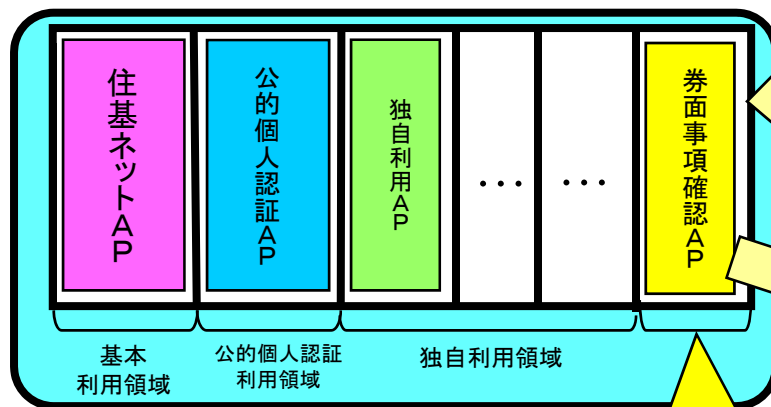 住基ネットAP
公的個人認証AP
独自利用AP
…
…
券面事項確認AP
基本
利用領域
公的個人認証
利用領域
独自利用領域